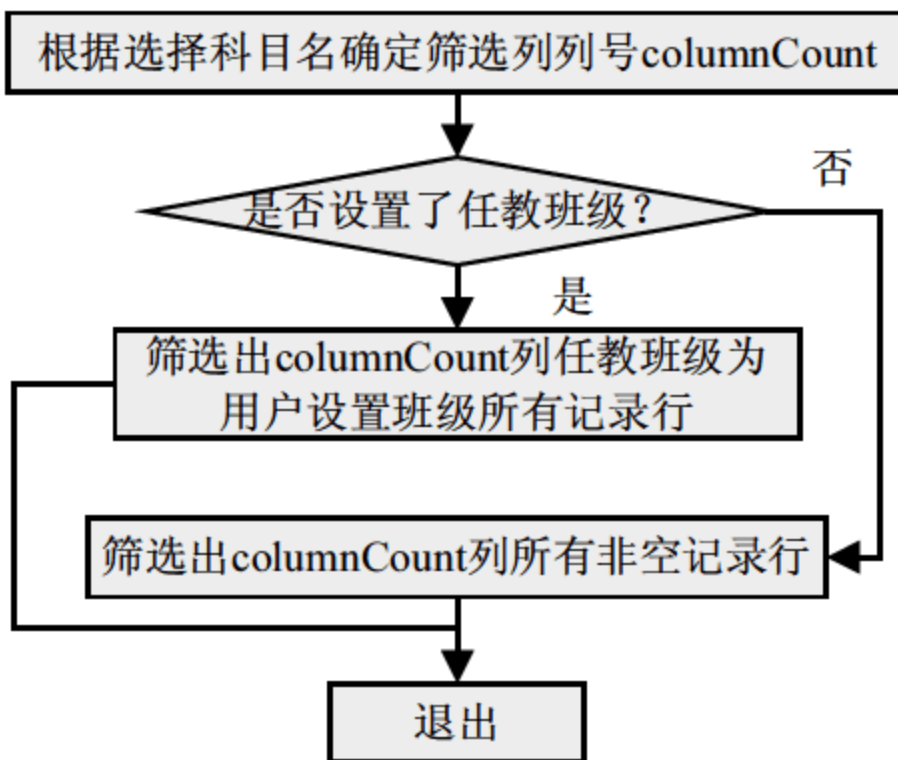 根据选择科目名确定筛选列列号columnCount
是否设置了任教班级？
否
是
筛选出columnCount列任教班级为
用户设置班级所有记录行
筛选出columnCount列所有非空记录行
退出